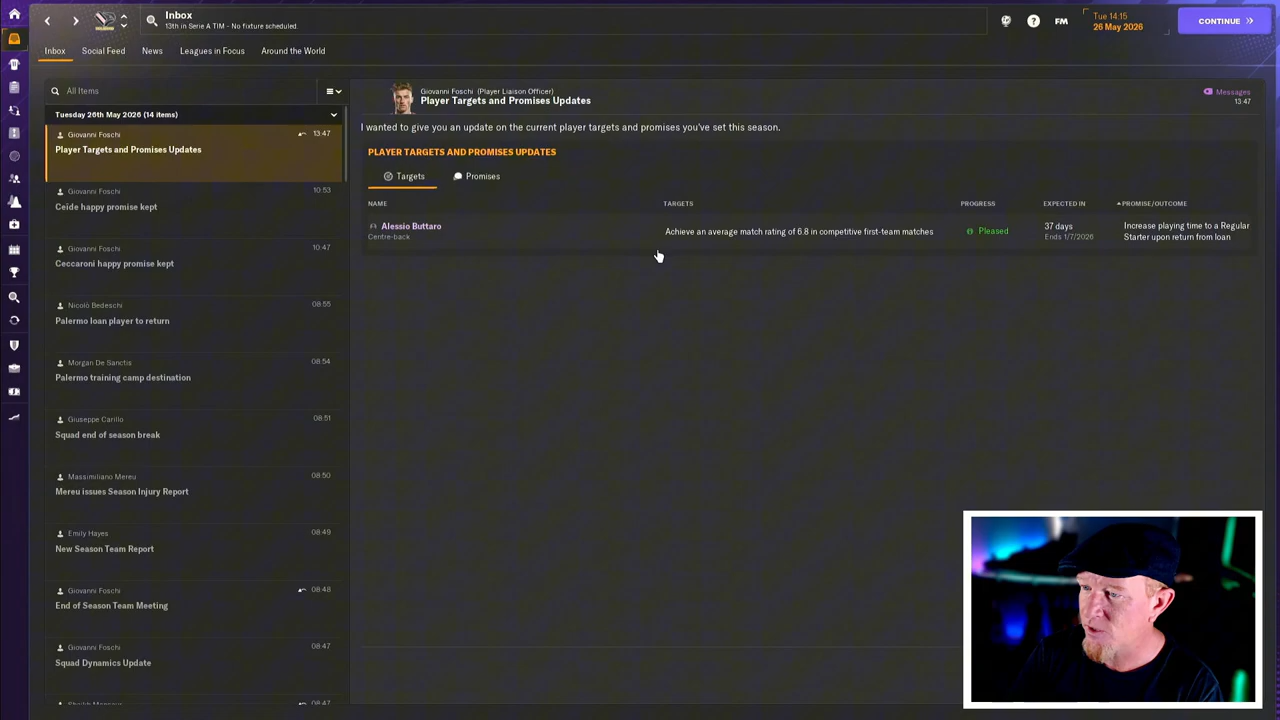 Inbox
13th in Serie A TIM - No fixture scheduled.
FM
Tue 14:15
26 May 2026
CONTINUE
Inbox
Social Feed
News
Leagues in Focus
Around the World
All Items
Tuesday 26th May 2026 (14 items)
Giovanni Foschi 13:47
Player Targets and Promises Updates
Giovanni Foschi 10:53
Ceïde happy promise kept
Giovanni Foschi 10:47
Ceccaroni happy promise kept
Nicolò Bedeschi 08:55
Palermo loan player to return
Morgan De Sanctis 08:54
Palermo training camp destination
Giuseppe Carillo 08:51
Squad end of season break
Massimiliano Mereu 08:50
Mereu issues Season Injury Report
Emily Hayes 08:49
New Season Team Report
Giovanni Foschi 08:48
End of Season Team Meeting
Giovanni Foschi 08:47
Squad Dynamics Update
08:47
Giovanni Foschi (Player Liaison Officer)
Player Targets and Promises Updates
Messages
13:47
I wanted to give you an update on the current player targets and promises you've set this season.
PLAYER TARGETS AND PROMISES UPDATES
Targets
Promises
NAME TARGETS PROGRESS EXPECTED IN PROMISE/OUTCOME
Alessio Buttaro
Centre-back
Achieve an average match rating of 6.8 in competitive first-team matches
Pleased
37 days
Ends 1/7/2026
Increase playing time to a Regular
Starter upon return from loan